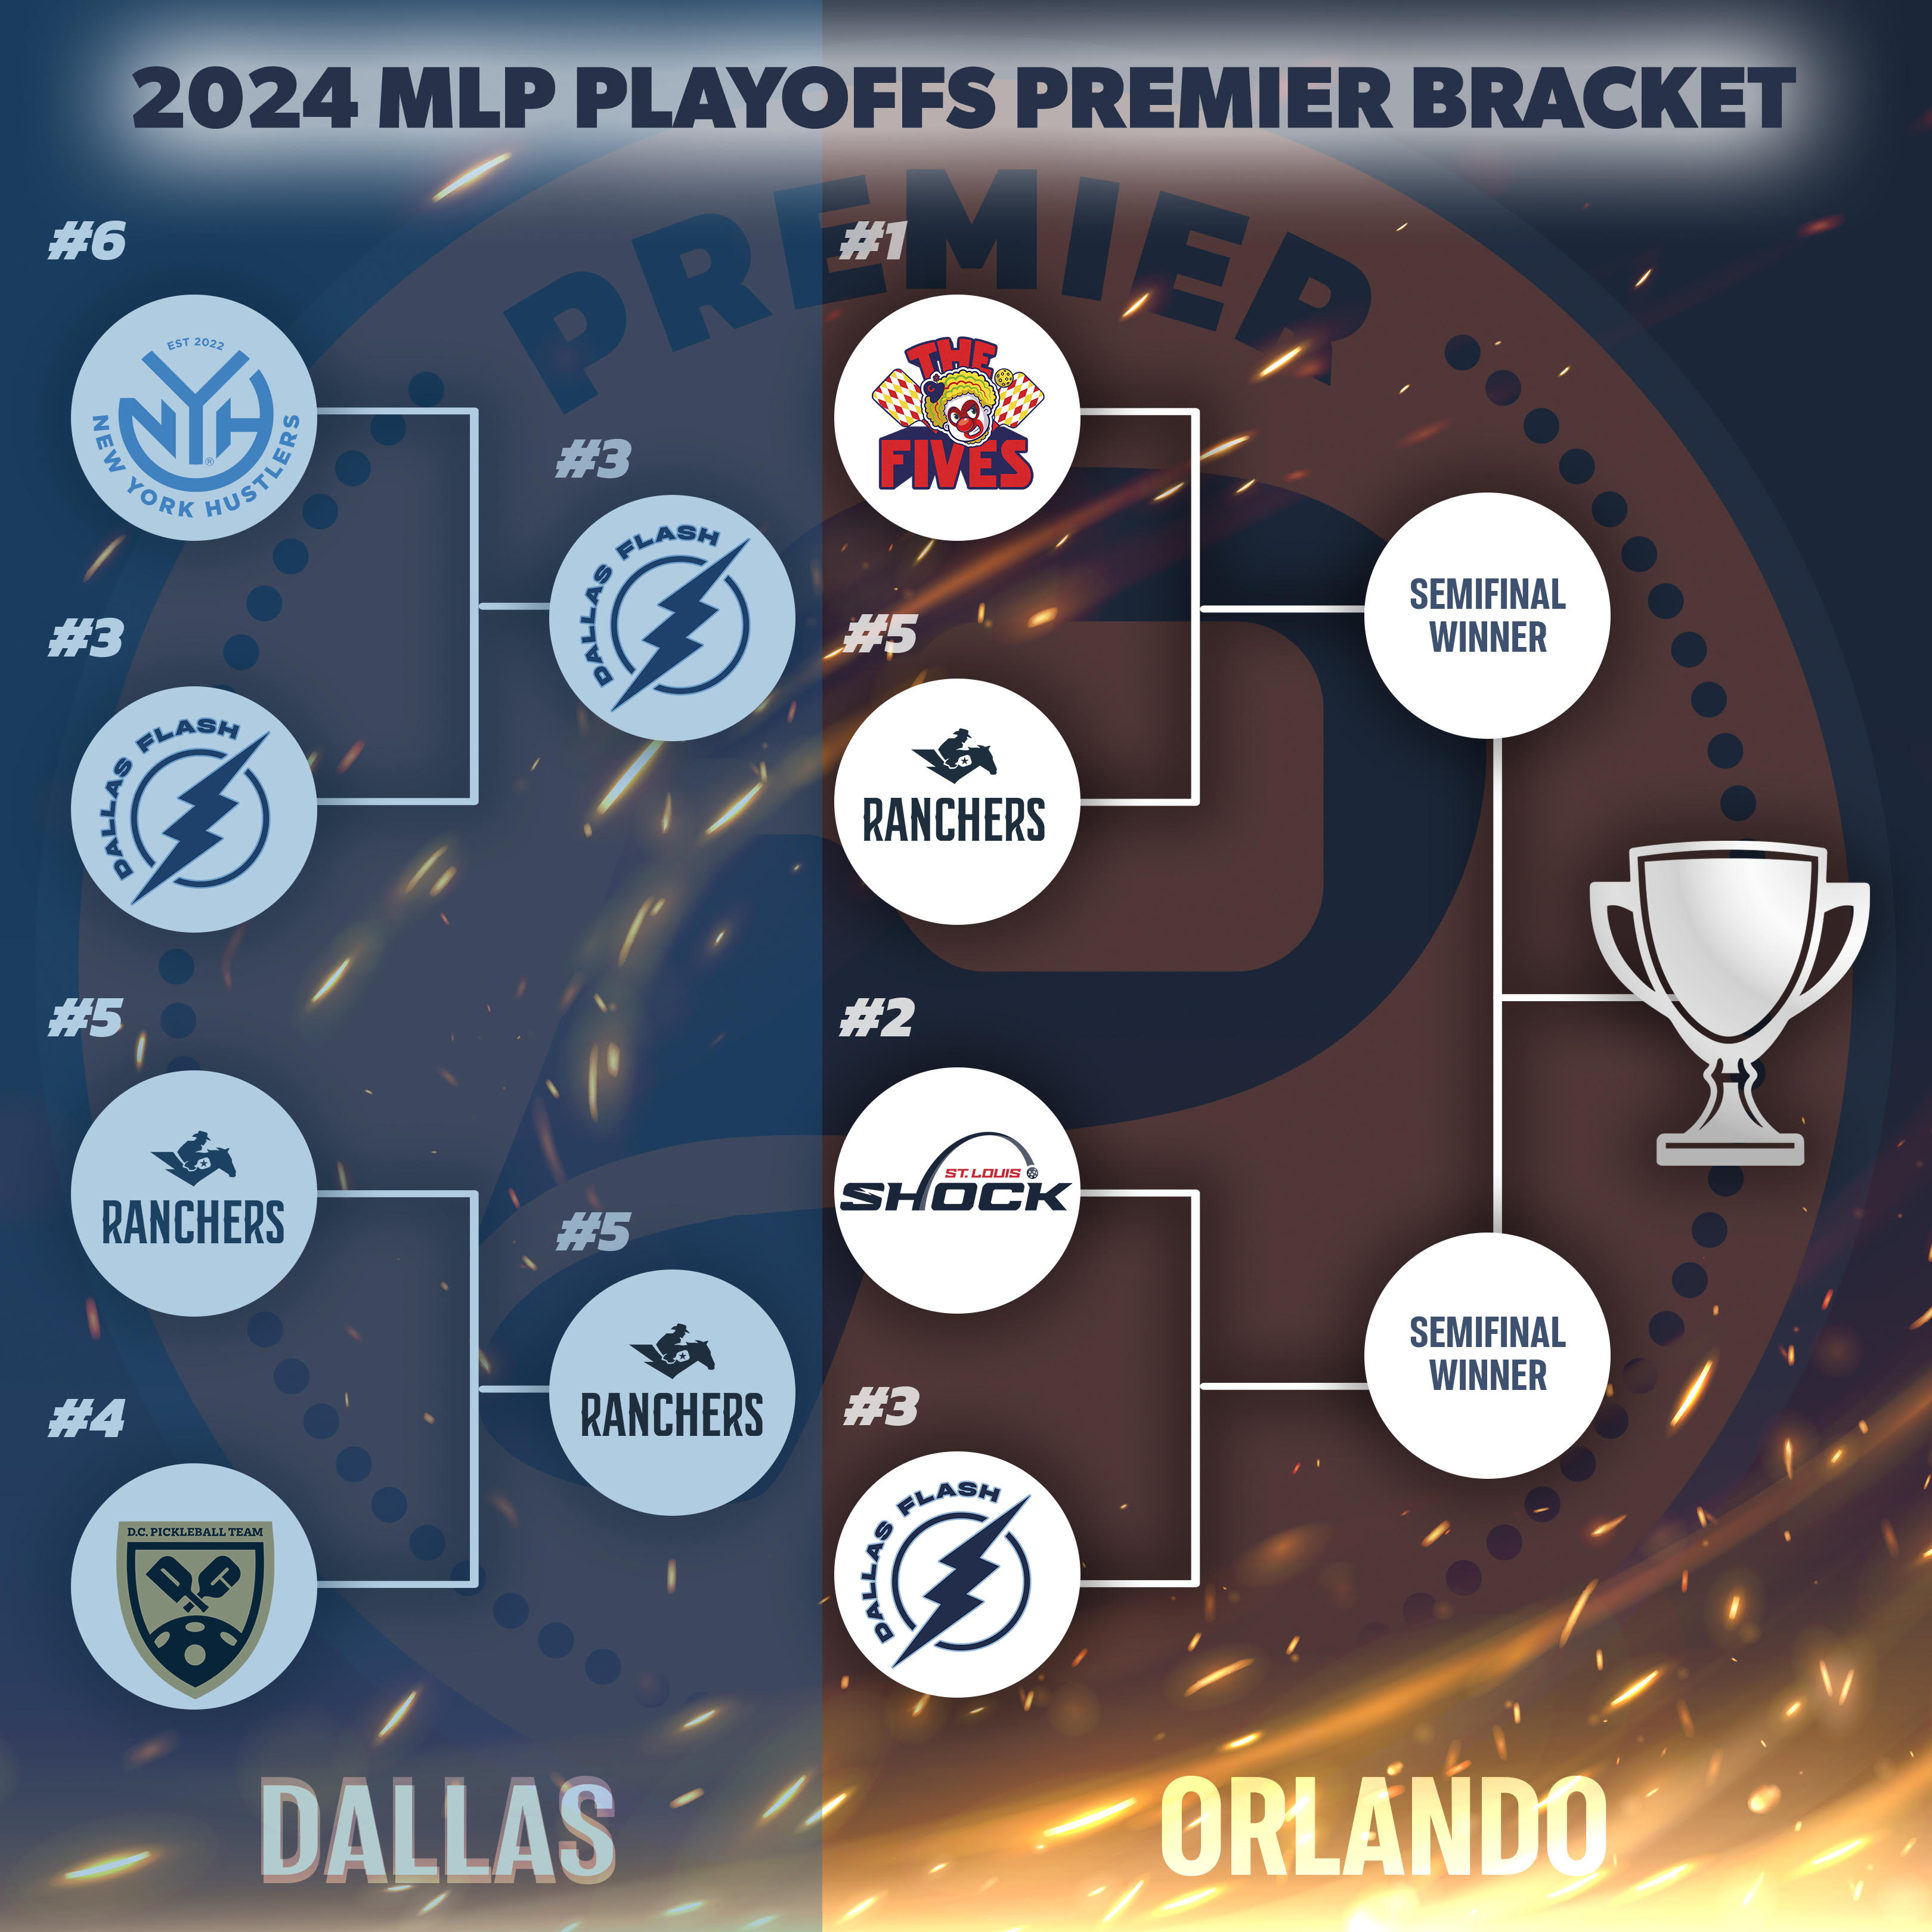 2024 MLP PLAYOFFS PREMIER BRACKET
PREMIER
#6
EST 2022
NYH
®
NEW YORK HUSTLERS
#3
DALLAS FLASH
#5
RANCHERS
#4
D.C. PICKLEBALL TEAM
DC
#3
DALLAS FLASH
#5
RANCHERS
DALLAS
#1
THE
FIVES
#5
RANCHERS
#2
ST. LOUIS
SHOCK
#3
DALLAS FLASH
SEMIFINAL
WINNER
SEMIFINAL
WINNER
ORLANDO